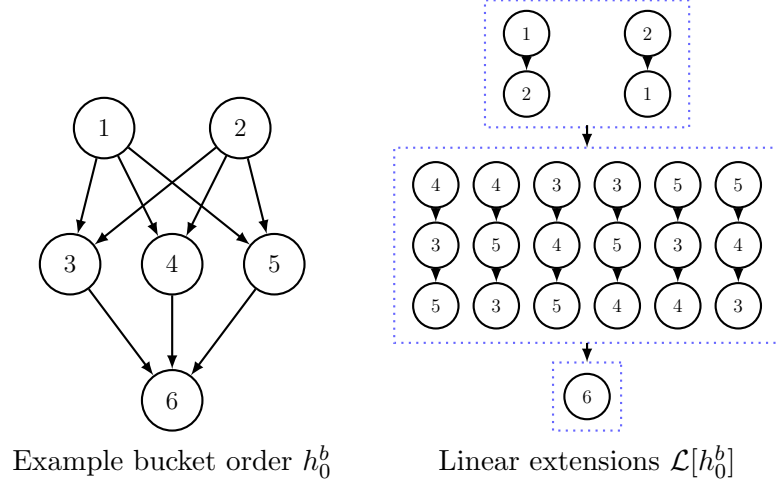 1 2
2 1
1 2
4 4 3 3 5 5
3 5 4 5 3 4
5 3 5 4 4 3
3 4 5
6
6
Example bucket order $h_0^b$
Linear extensions $\mathcal{L}[h_0^b]$